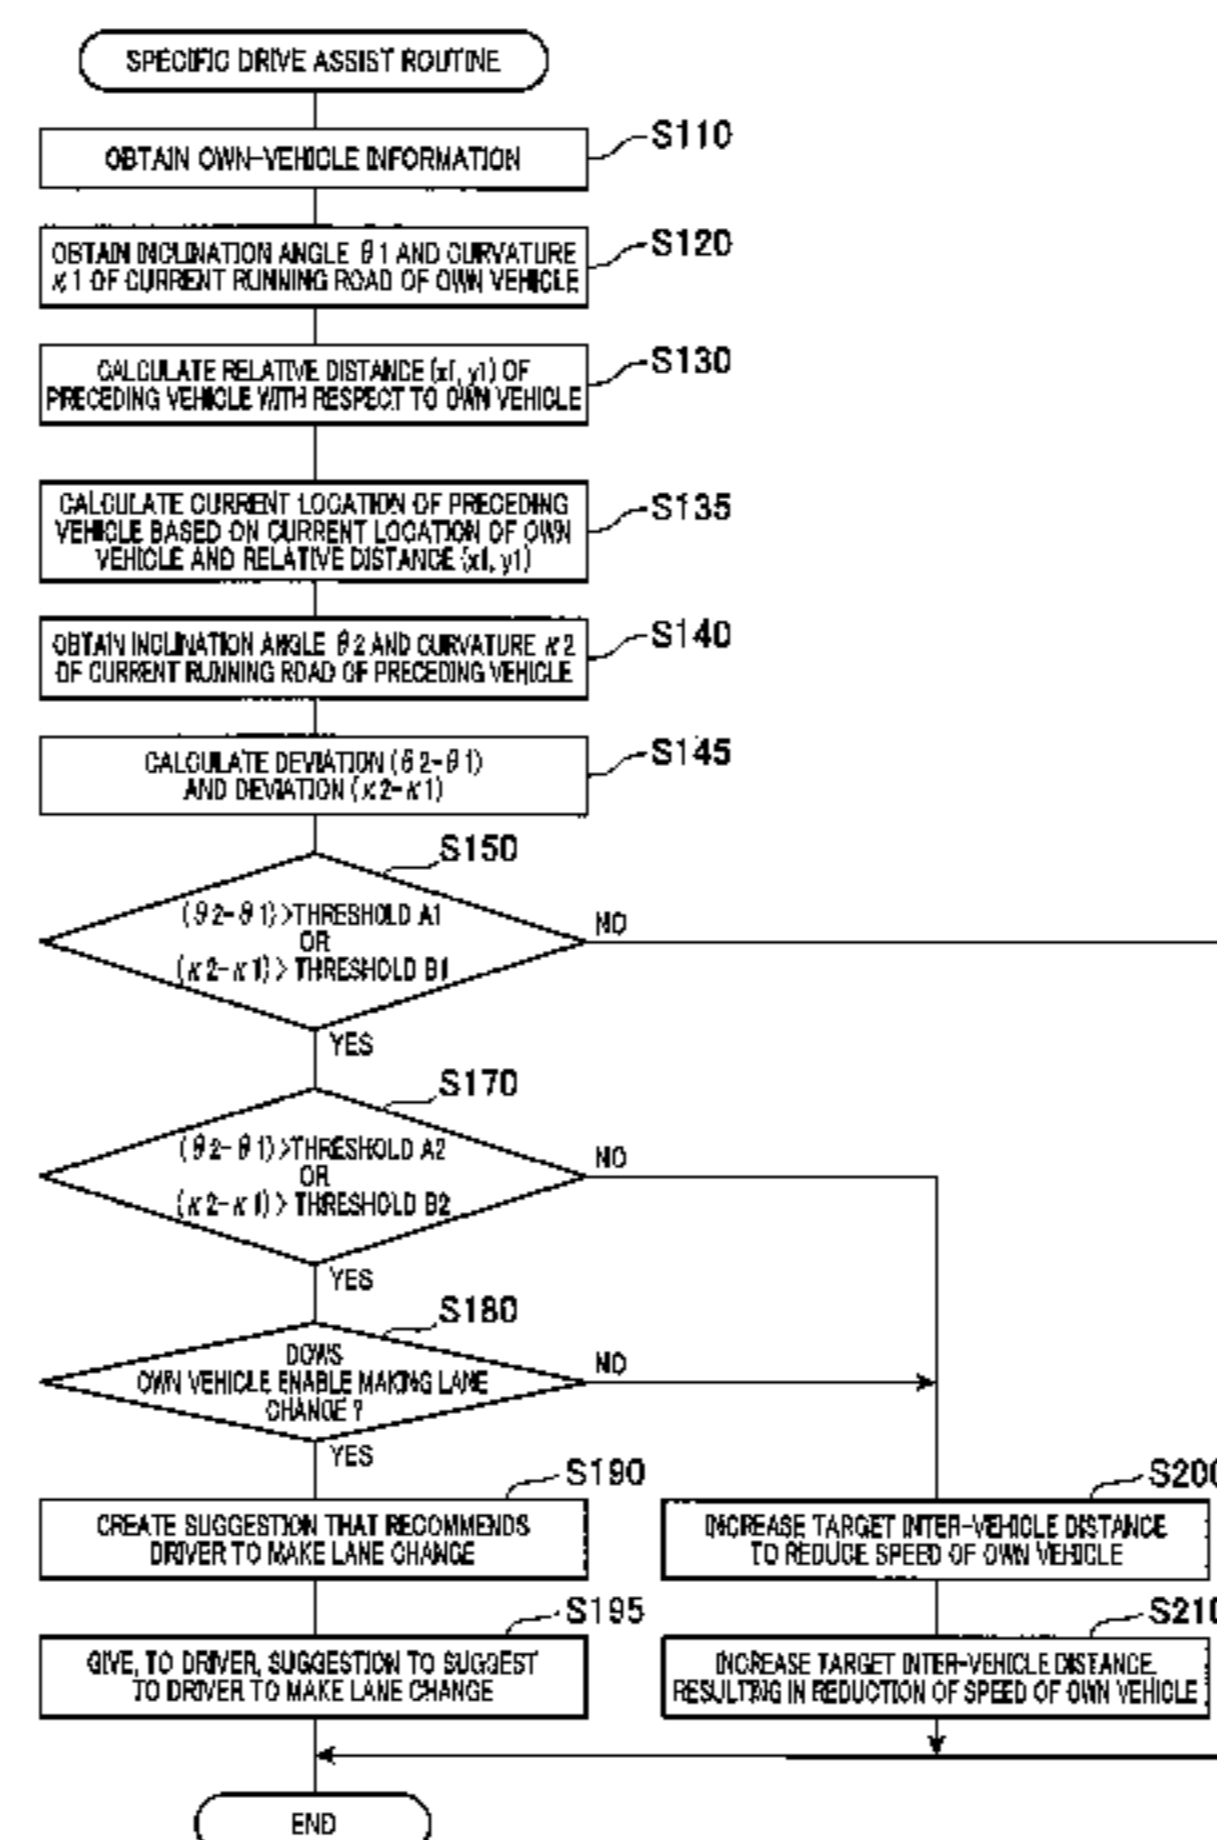 SPECIFIC DRIVE ASSIST ROUTINE
S110
OBTAIN OWN-VEHICLE INFORMATION
S120
OBTAIN INCLINATION ANGLE θ1 AND CURVATURE
κ1 OF CURRENT RUNNING ROAD OF OWN VEHICLE
S130
CALCULATE RELATIVE DISTANCE (x1, y1) OF
PRECEDING VEHICLE WITH RESPECT TO OWN VEHICLE
S135
CALCULATE CURRENT LOCATION OF PRECEDING
VEHICLE BASED ON CURRENT LOCATION OF OWN
VEHICLE AND RELATIVE DISTANCE (x1, y1)
S140
OBTAIN INCLINATION ANGLE θ2 AND CURVATURE κ2
OF CURRENT RUNNING ROAD OF PRECEDING VEHICLE
S145
CALCULATE DEVIATION (θ2-θ1)
AND DEVIATION (κ2-κ1)
S150
(θ2-θ1)>THRESHOLD A1
OR
(κ2-κ1)> THRESHOLD B1
NO
YES
S170
(θ2-θ1)>THRESHOLD A2
OR
(κ2-κ1)> THRESHOLD B2
NO
YES
S180
DOWS
OWN VEHICLE ENABLE MAKING LANE
CHANGE ?
NO
YES
S190
CREATE SUGGESTION THAT RECOMMENDS
DRIVER TO MAKE LANE CHANGE
S200
INCREASE TARGET INTER-VEHICLE DISTANCE
TO REDUCE SPEED OF OWN VEHICLE
S195
GIVE, TO DRIVER, SUGGESTION TO SUGGEST
TO DRIVER TO MAKE LANE CHANGE
S210
INCREASE TARGET INTER-VEHICLE DISTANCE,
RESULTING IN REDUCTION OF SPEED OF OWN VEHICLE
END